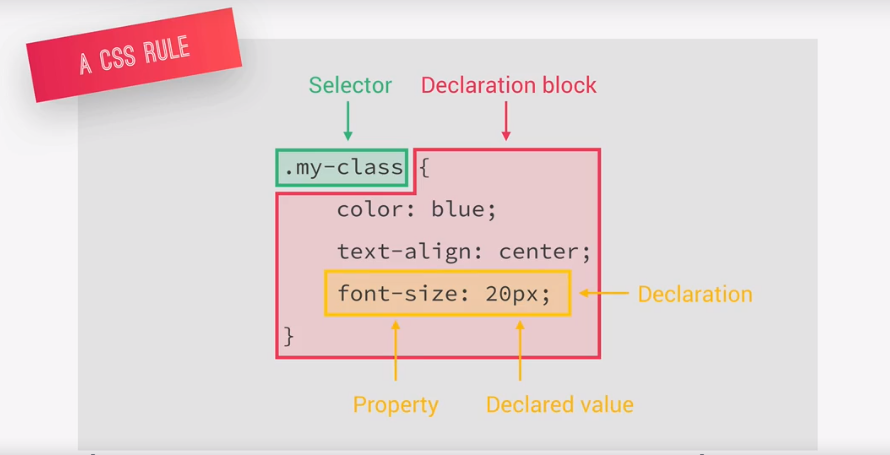 A CSS RULE
Selector Declaration block
.my-class {
color: blue;
text-align: center;
font-size: 20px; Declaration
}
Property Declared value